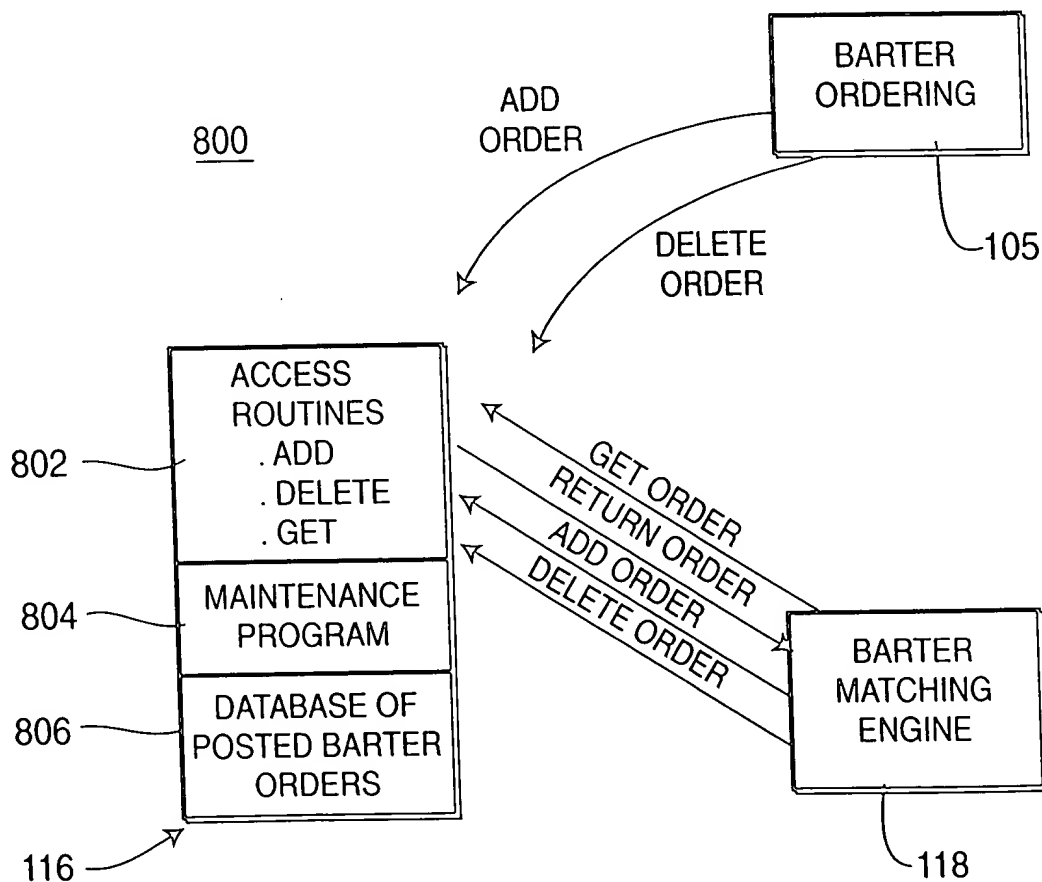 800
BARTER
ORDERING
105
ADD
ORDER
DELETE
ORDER
ACCESS
ROUTINES
. ADD
. DELETE
. GET
802
MAINTENANCE
PROGRAM
804
DATABASE OF
POSTED BARTER
ORDERS
806
116
GET ORDER
RETURN ORDER
ADD ORDER
DELETE ORDER
BARTER
MATCHING
ENGINE
118